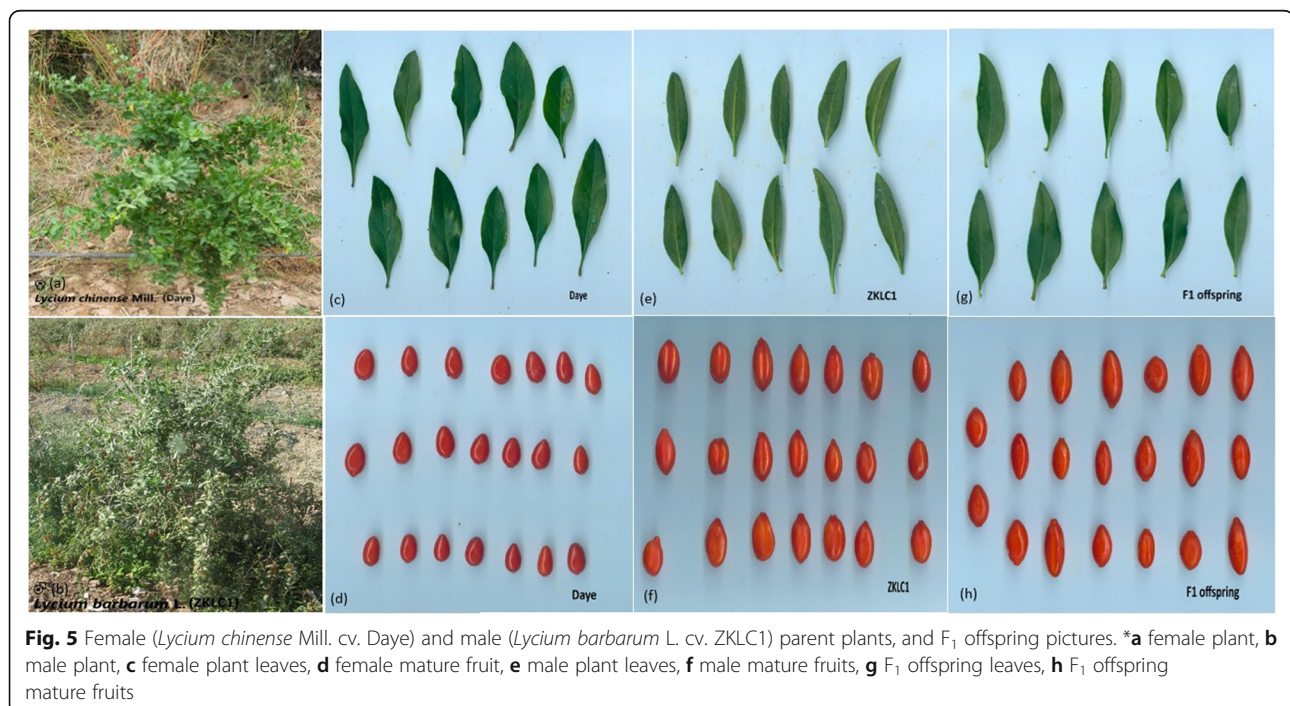 (a)
Lycium chinense Mill. (Daye)
(c)
Daye
(e)
ZKLC1
(g)
F1 offspring
(b)
Lycium barbarum L. (ZKLC1)
(d)
Daye
(f)
ZKLC1
(h)
F1 offspring
Fig. 5 Female (Lycium chinense Mill. cv. Daye) and male (Lycium barbarum L. cv. ZKLC1) parent plants, and F₁ offspring pictures. *a female plant, b
male plant, c female plant leaves, d female mature fruit, e male plant leaves, f male mature fruits, g F₁ offspring leaves, h F₁ offspring
mature fruits